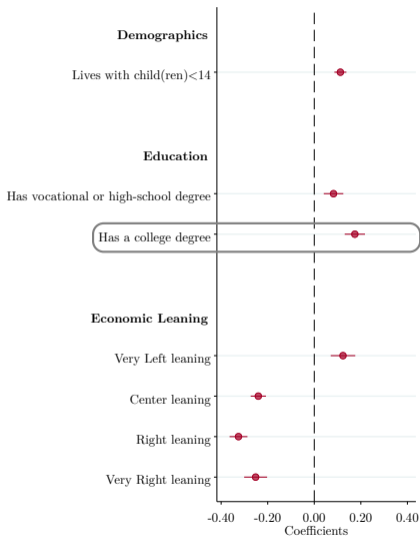 Demographics
Lives with child(ren)<14
Education
Has vocational or high-school degree
Has a college degree
Economic Leaning
Very Left leaning
Center leaning
Right leaning
Very Right leaning
-0.40 -0.20 0.00 0.20 0.40
Coefficients